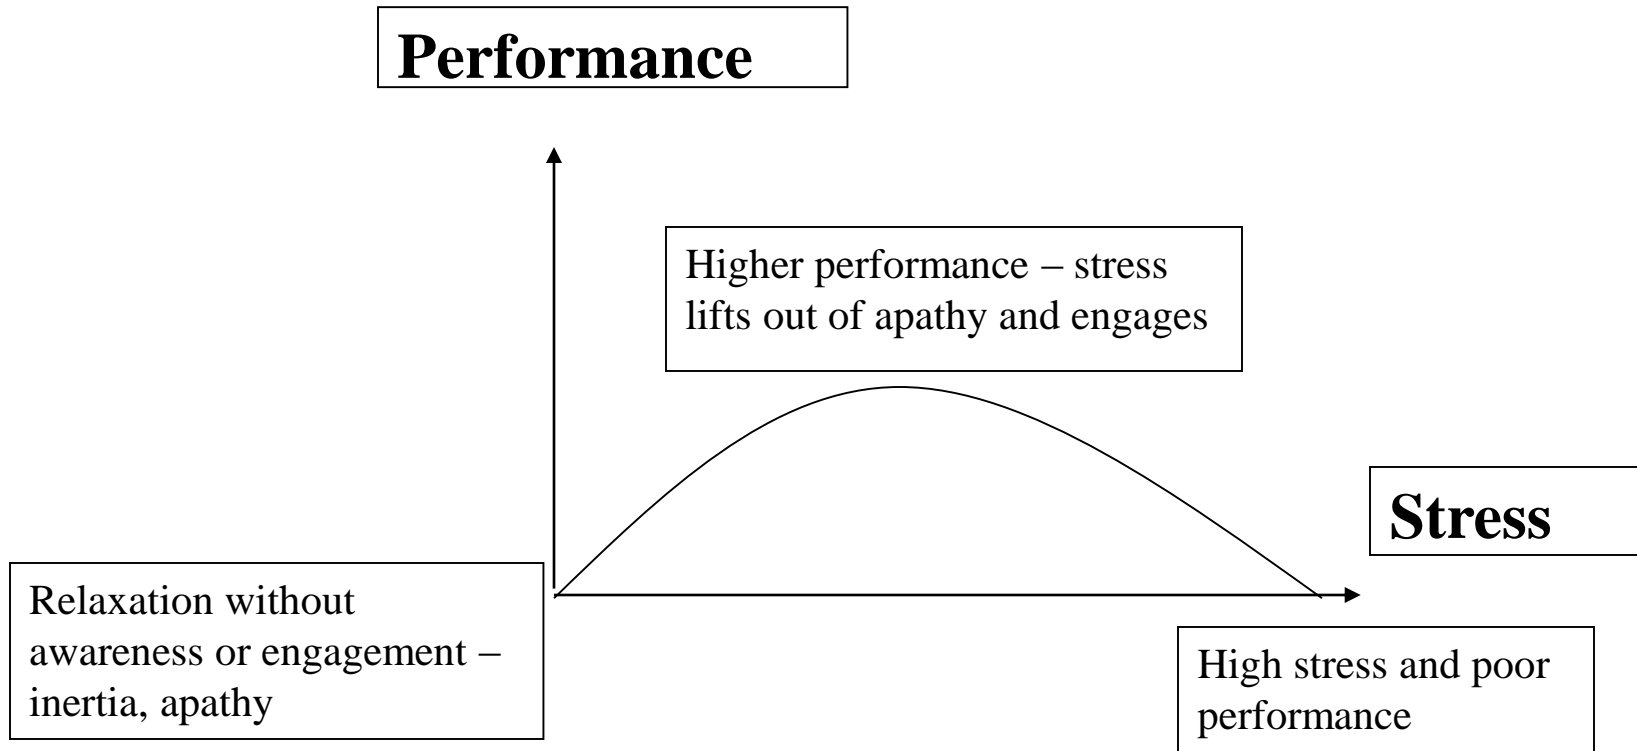 Performance
Higher performance – stress
lifts out of apathy and engages
Stress
Relaxation without
awareness or engagement –
inertia, apathy
High stress and poor
performance